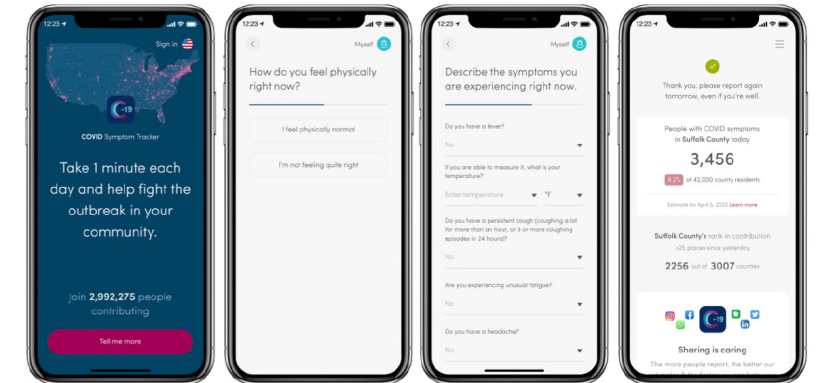 12:23
Sign in
C-19
COVID Symptom Tracker
Take 1 minute each
day and help fight the
outbreak in your
community.
Join 2,992,275 people
contributing
Tell me more
12:23
Myself
How do you feel physically
right now?
I feel physically normal
I'm not feeling quite right
12:23
Myself
Describe the symptoms you
are experiencing right now.
Do you have a fever?
No
If you are able to measure it, what is your
temperature?
Enter temperature
°F
Do you have a persistent cough (coughing a lot
for more than an hour, or 3 or more coughing
episodes in 24 hours)?
No
Are you experiencing unusual fatigue?
No
Do you have a headache?
No
12:23
Thank you, please report again
tomorrow, even if you're well.
People with COVID symptoms
in Suffolk County today
3,456
8.2% of 42,000 county residents
Estimate for April 5, 2020 Learn more
Suffolk County's rank in contribution
+25 places since yesterday
2256 out of 3007 counties
C-19
Sharing is caring
The more people report, the better our